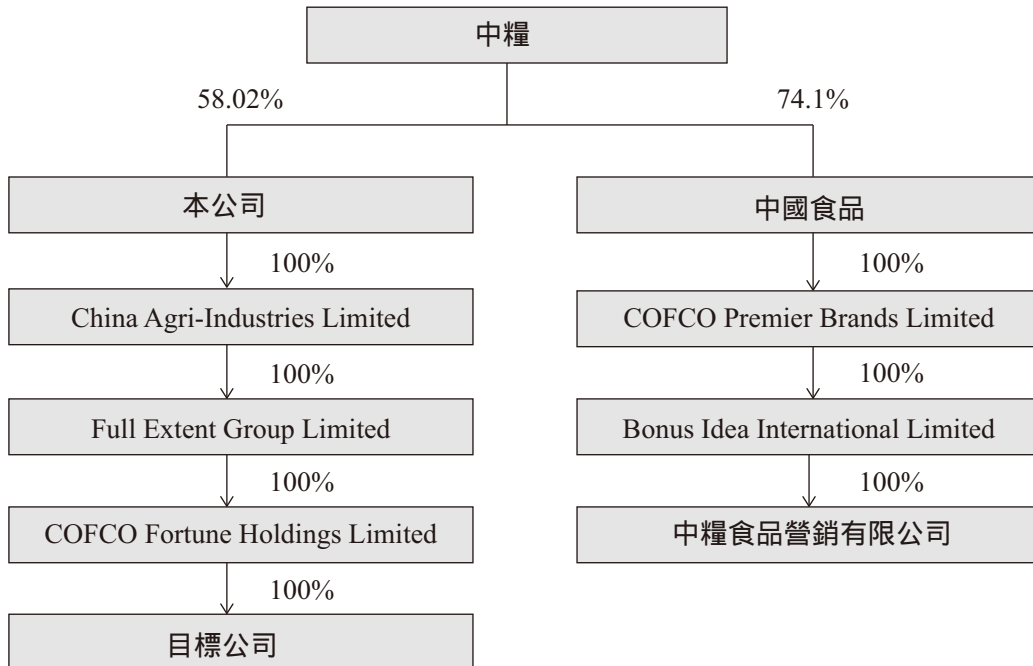 中糧
58.02%
74.1%
本公司
中國食品
100%
100%
China Agri-Industries Limited
COFCO Premier Brands Limited
100%
100%
Full Extent Group Limited
Bonus Idea International Limited
100%
100%
COFCO Fortune Holdings Limited
中糧食品營銷有限公司
100%
目標公司